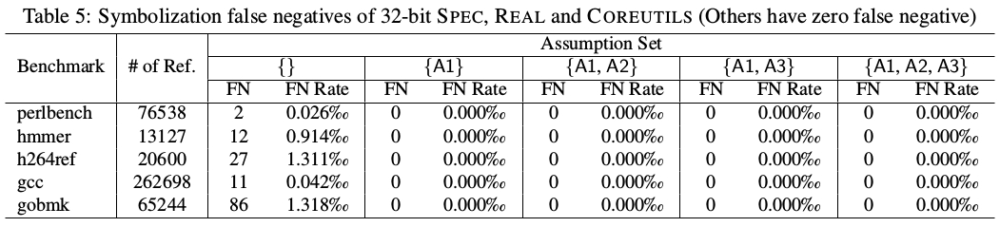 Table 5: Symbolization false negatives of 32-bit SPEC, REAL and COREUTILS (Others have zero false negative)
Assumption Set
Benchmark # of Ref. {} {A1} {A1, A2} {A1, A3} {A1, A2, A3}
FN FN Rate FN FN Rate FN FN Rate FN FN Rate FN FN Rate
perlbench 76538 2 0.026‰ 0 0.000‰ 0 0.000‰ 0 0.000‰ 0 0.000‰
hmmer 13127 12 0.914‰ 0 0.000‰ 0 0.000‰ 0 0.000‰ 0 0.000‰
h264ref 20600 27 1.311‰ 0 0.000‰ 0 0.000‰ 0 0.000‰ 0 0.000‰
gcc 262698 11 0.042‰ 0 0.000‰ 0 0.000‰ 0 0.000‰ 0 0.000‰
gobmk 65244 86 1.318‰ 0 0.000‰ 0 0.000‰ 0 0.000‰ 0 0.000‰